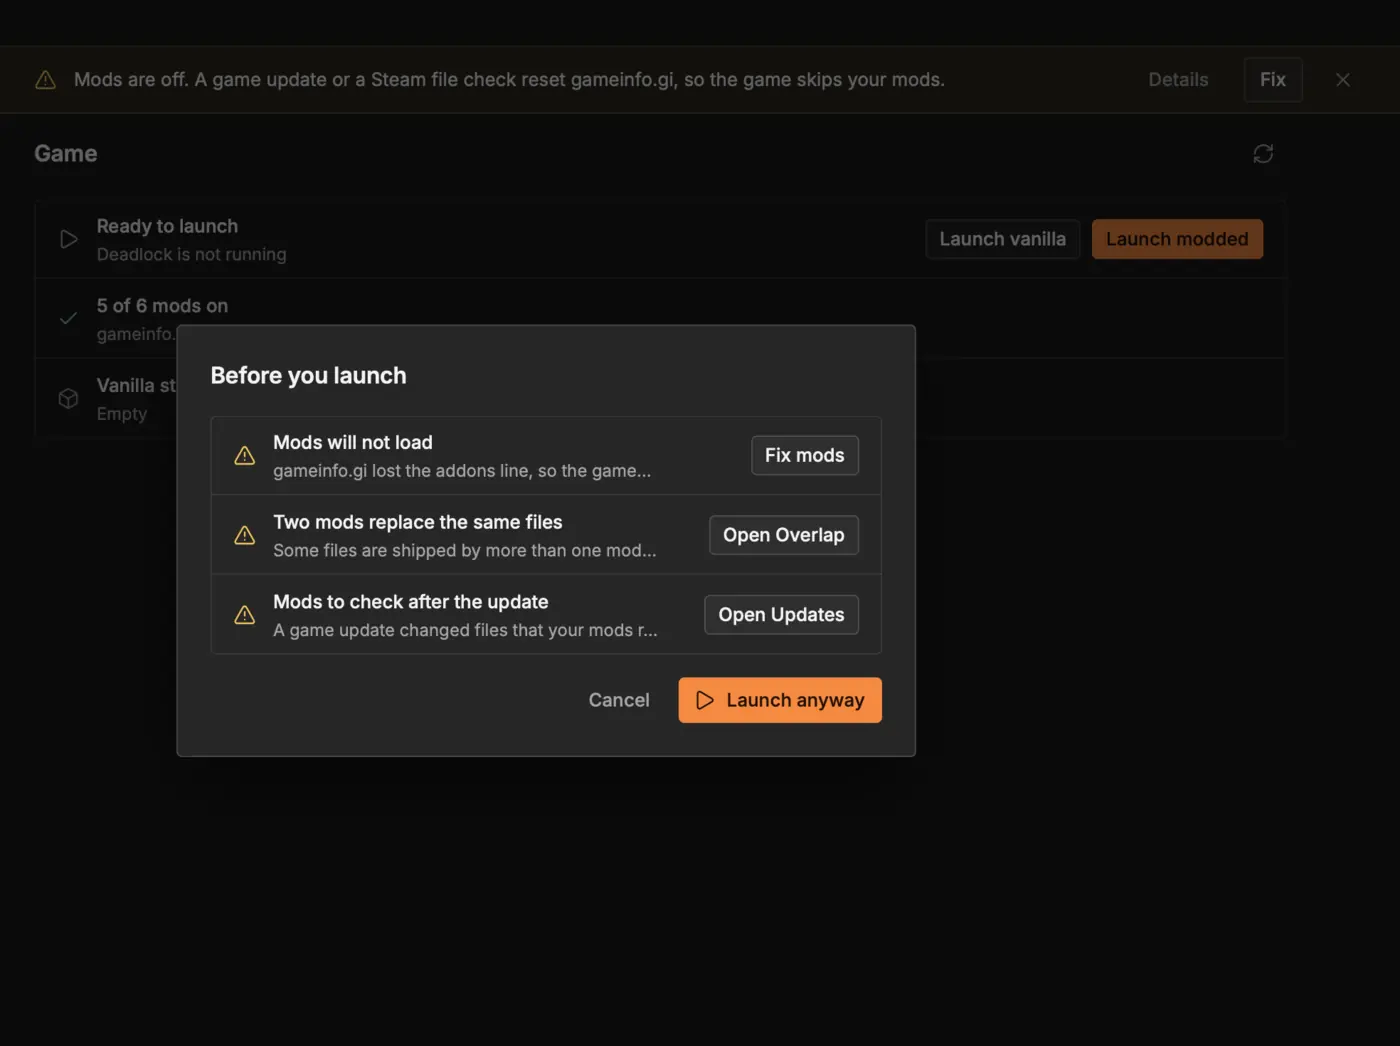 Mods are off. A game update or a Steam file check reset gameinfo.gi, so the game skips your mods.
Details
Fix
Game
Ready to launch
Deadlock is not running
Launch vanilla
Launch modded
5 of 6 mods on
gameinfo.
Vanilla st
Empty
Before you launch
Mods will not load
gameinfo.gi lost the addons line, so the game...
Fix mods
Two mods replace the same files
Some files are shipped by more than one mod...
Open Overlap
Mods to check after the update
A game update changed files that your mods r...
Open Updates
Cancel
Launch anyway